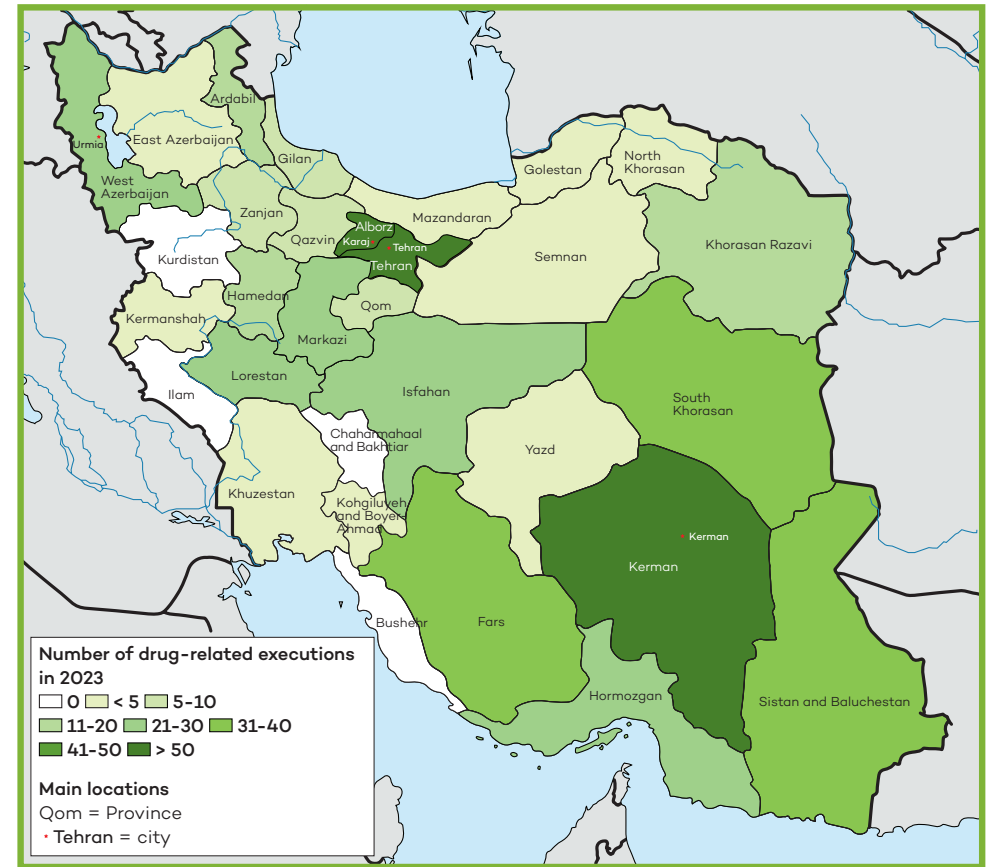 Ardabil
East Azerbaijan
Urmia
Gilan
West
Azerbaijan
Golestan
North
Khorasan
Zanjan
Mazandaran
Alborz
Qazvin
Karaj
Tehran
Khorasan Razavi
Kurdistan
Tehran
Semnan
Hamedan
Qom
Kermanshah
Markazi
Lorestan
Isfahan
Ilam
South
Khorasan
Chaharmahaal
and Bakhtiar
Yazd
Khuzestan
Kohgiluyeh
and Boyer-
Ahmad
Kerman
Kerman
Bushehr
Fars
Hormozgan
Sistan and Baluchestan
Number of drug-related executions
in 2023
0 < 5 5-10
11-20 21-30 31-40
41-50 > 50
Main locations
Qom = Province
Tehran = city